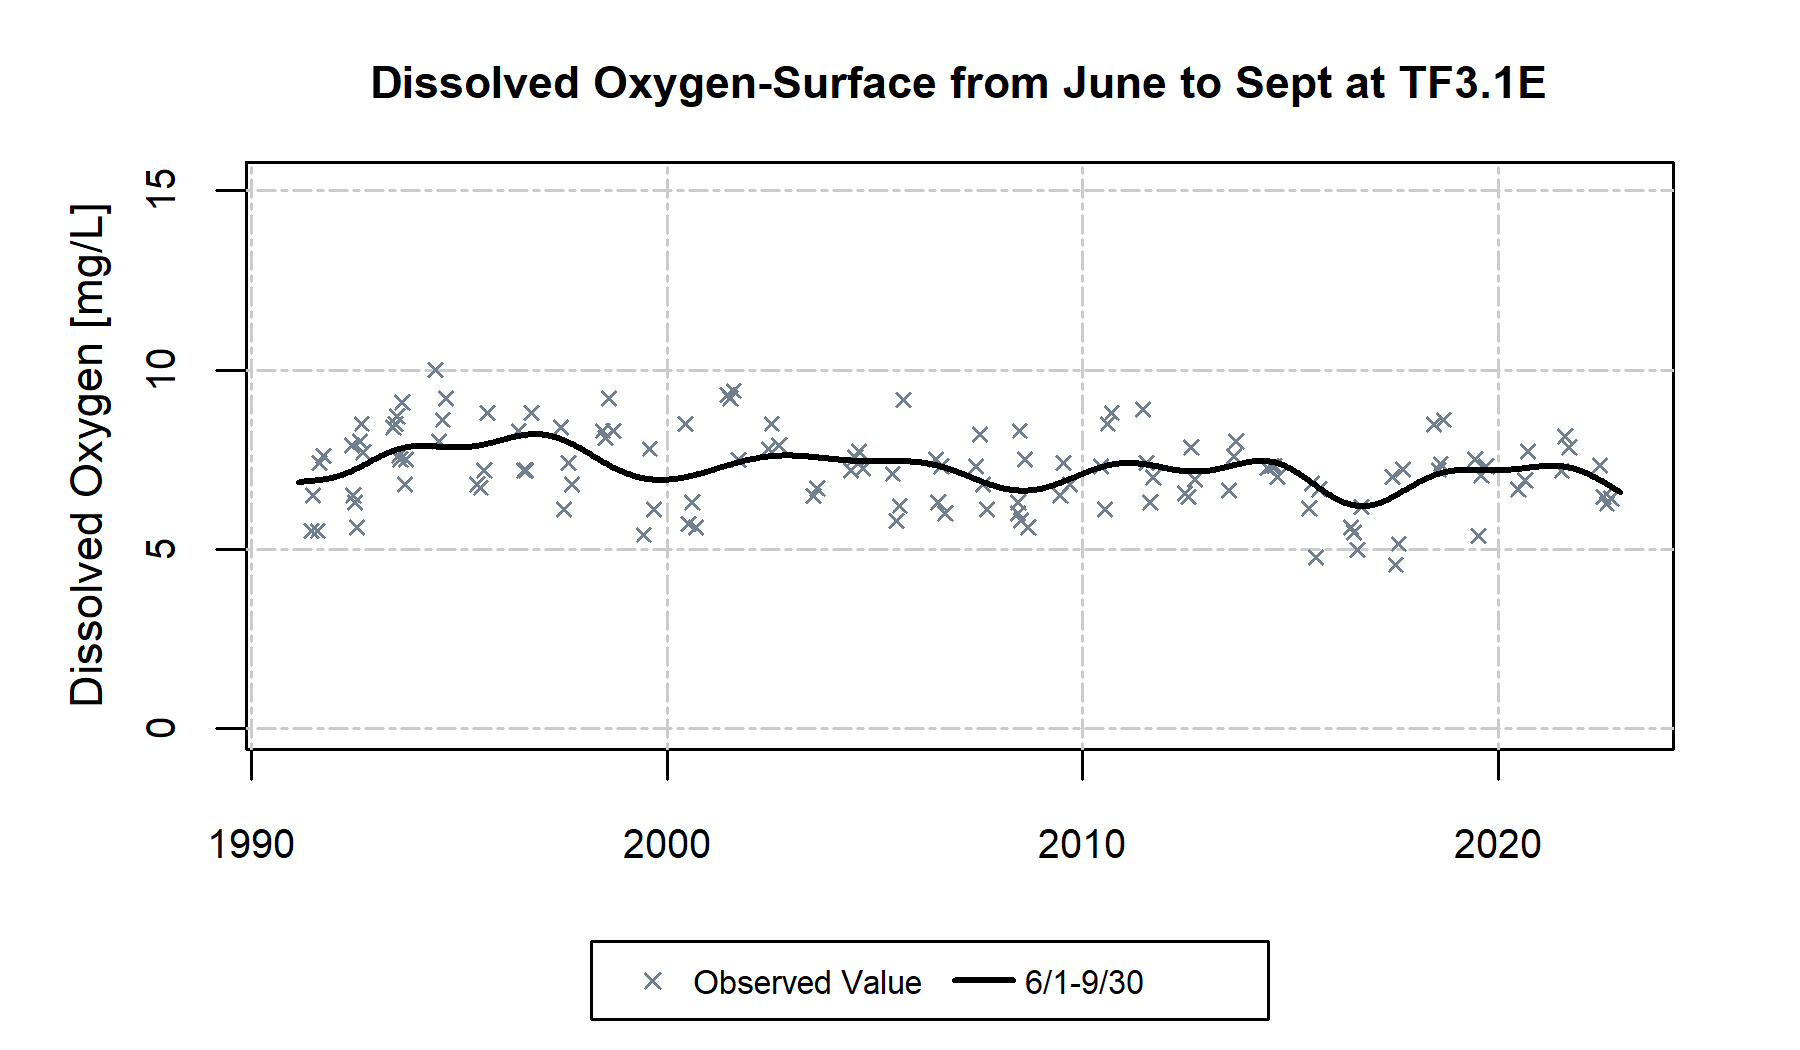 Dissolved Oxygen-Surface from June to Sept at TF3.1E
Dissolved Oxygen [mg/L]
15
10
5
0
1990 2000 2010 2020
Observed Value 6/1-9/30